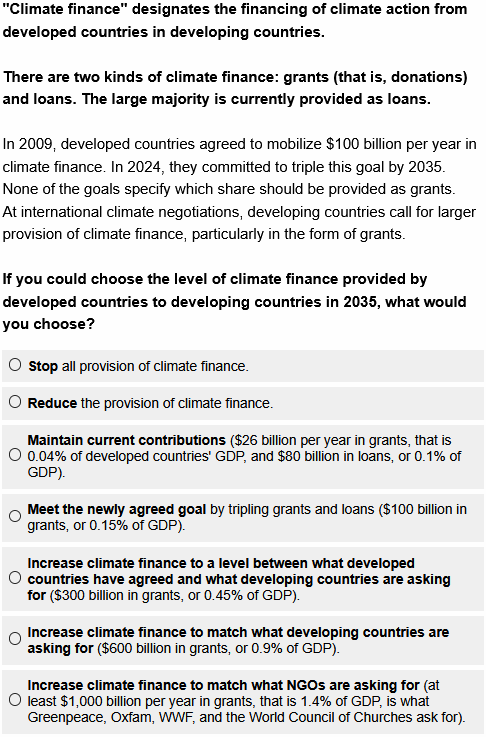 "Climate finance" designates the financing of climate action from
developed countries in developing countries.
There are two kinds of climate finance: grants (that is, donations)
and loans. The large majority is currently provided as loans.
In 2009, developed countries agreed to mobilize $100 billion per year in
climate finance. In 2024, they committed to triple this goal by 2035.
None of the goals specify which share should be provided as grants.
At international climate negotiations, developing countries call for larger
provision of climate finance, particularly in the form of grants.
If you could choose the level of climate finance provided by
developed countries to developing countries in 2035, what would
you choose?
Stop all provision of climate finance.
Reduce the provision of climate finance.
Maintain current contributions ($26 billion per year in grants, that is
0.04% of developed countries' GDP, and $80 billion in loans, or 0.1% of
GDP).
Meet the newly agreed goal by tripling grants and loans ($100 billion in
grants, or 0.15% of GDP).
Increase climate finance to a level between what developed
countries have agreed and what developing countries are asking
for ($300 billion in grants, or 0.45% of GDP).
Increase climate finance to match what developing countries are
asking for ($600 billion in grants, or 0.9% of GDP).
Increase climate finance to match what NGOs are asking for (at
least $1,000 billion per year in grants, that is 1.4% of GDP, is what
Greenpeace, Oxfam, WWF, and the World Council of Churches ask for).